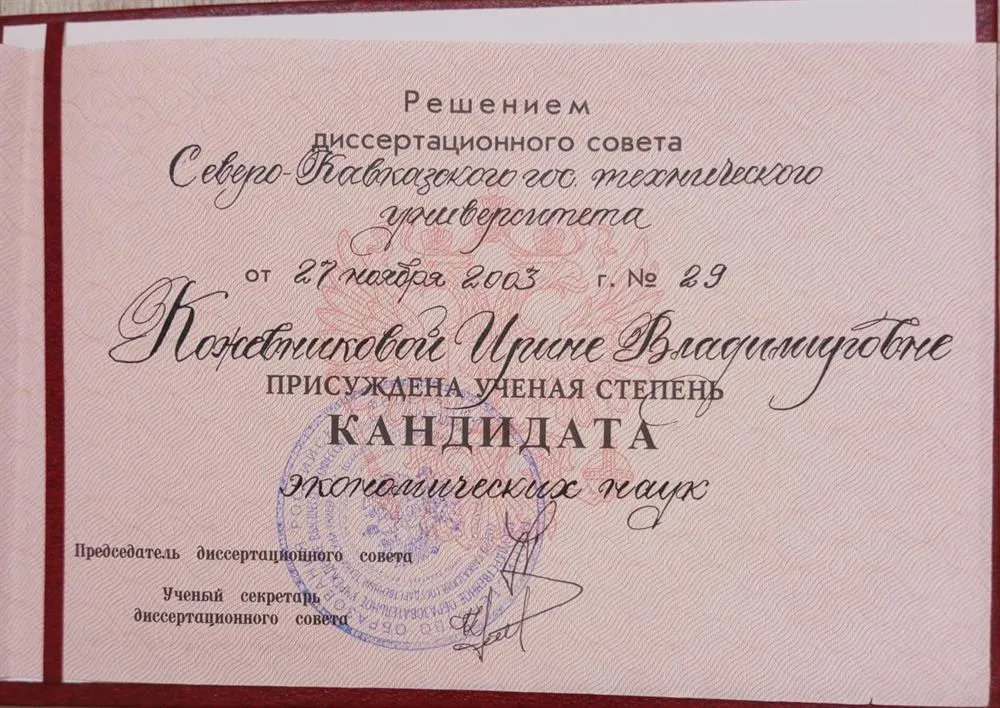 Решением
диссертационного совета
Северо-Кавказского гос. технического
университета
от 27 ноября 2003 г. № 29
Кожевниковой Ирине Владимировне
ПРИСУЖДЕНА УЧЕНАЯ СТЕПЕНЬ
КАНДИДАТА
экономических наук
Председатель диссертационного совета
Ученый секретарь
диссертационного совета